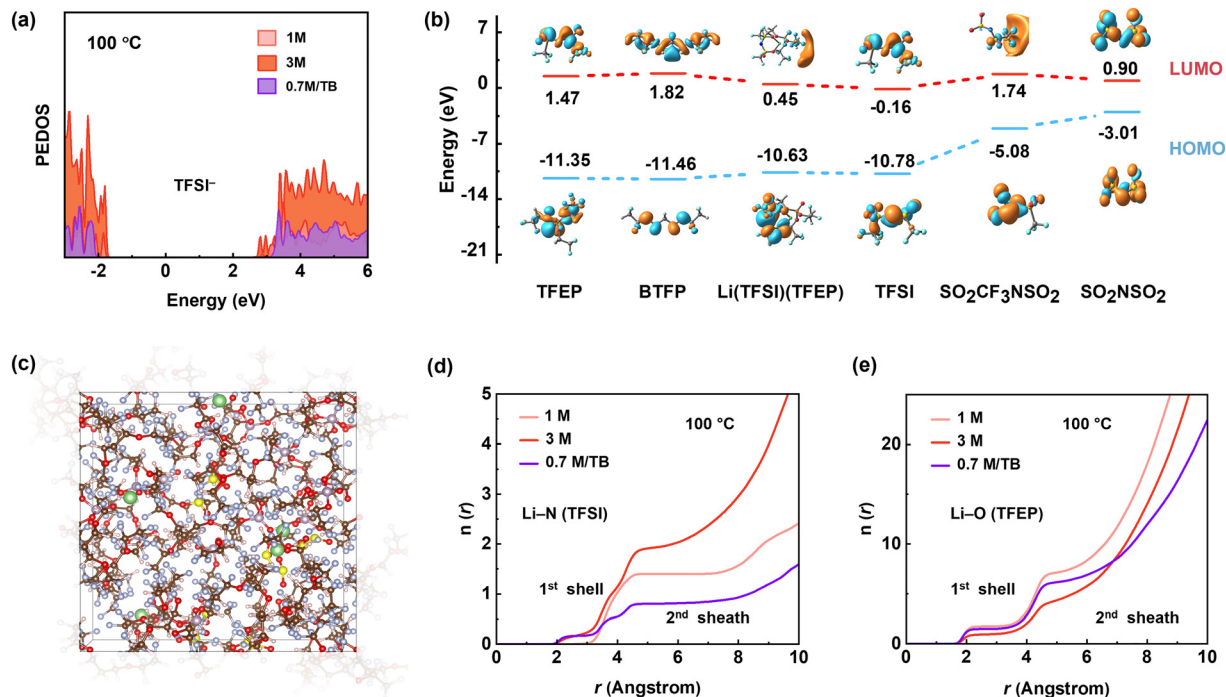 (a)
100 °C
1M
3M
0.7M/TB
PEDOS
TFSI⁻
-2
0
2
4
6
Energy (eV)
(b)
Energy (eV)
7
0
-7
-14
-21
1.47
1.82
0.45
-0.16
1.74
0.90
LUMO
-11.35
-11.46
-10.63
-10.78
-5.08
-3.01
HOMO
TFEP
BTFP
Li(TFSI)(TFEP)
TFSI
SO₂CF₃NSO₂
SO₂NSO₂
(c)
(d)
n (r)
5
4
3
2
1
0
1 M
3 M
0.7 M/TB
100 °C
Li–N (TFSI)
1ˢᵗ shell
2ⁿᵈ sheath
0
2
4
6
8
10
r (Angstrom)
(e)
n (r)
20
10
0
1 M
3 M
0.7 M/TB
100 °C
Li–O (TFEP)
1ˢᵗ shell
2ⁿᵈ sheath
0
2
4
6
8
10
r (Angstrom)